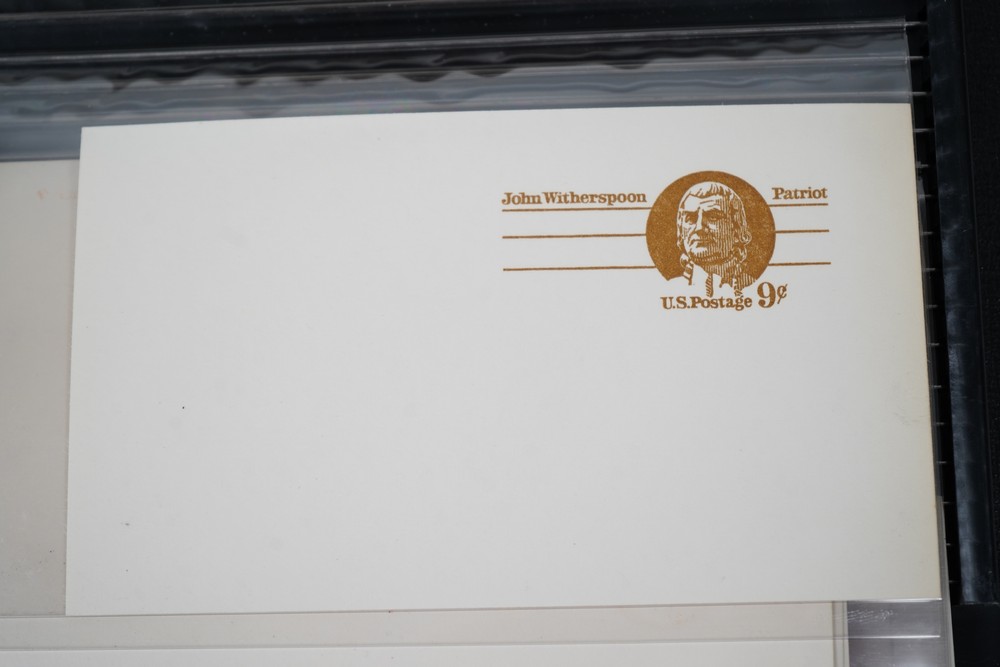 John Witherspoon Patriot
U.S.Postage 9¢